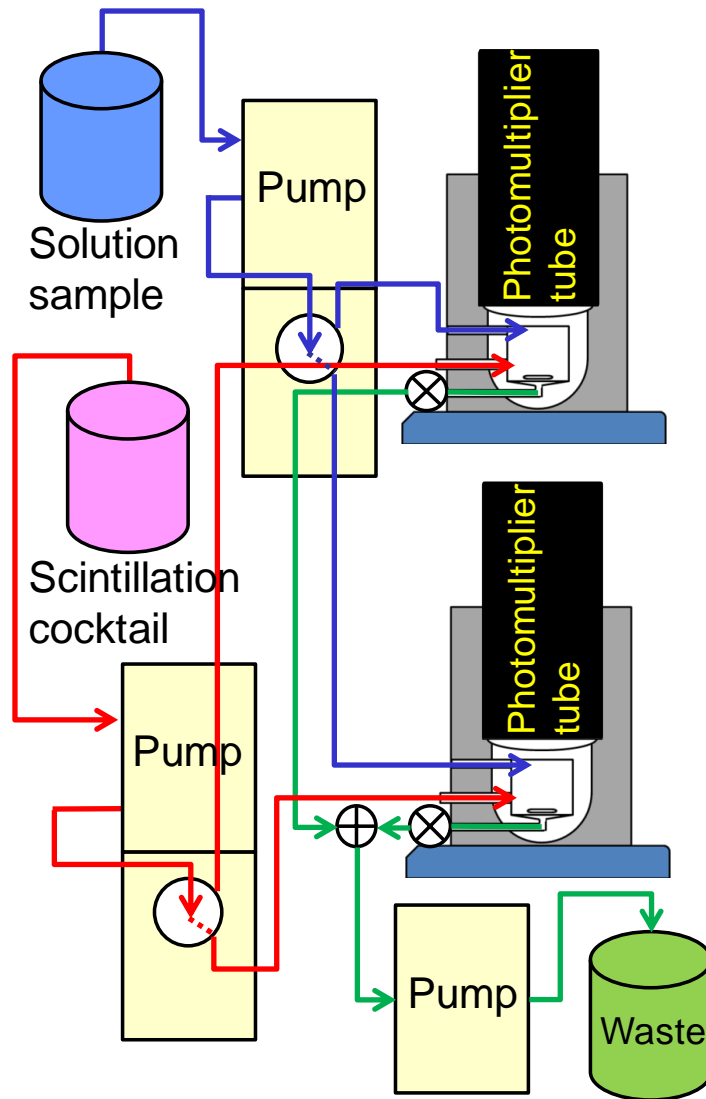 Solution
sample
Pump
Photomultiplier
tube
Scintillation
cocktail
Pump
Photomultiplier
tube
Pump
Waste